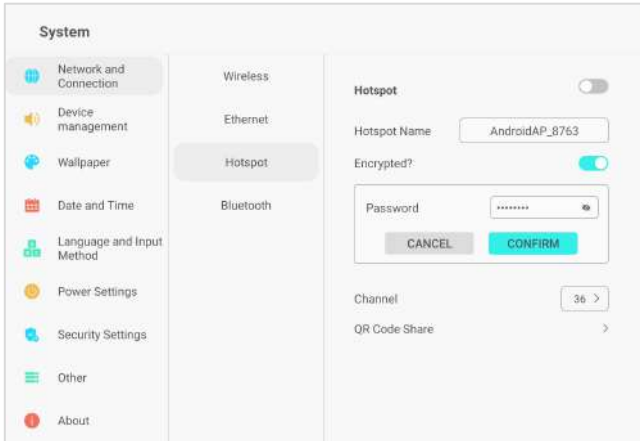 System
Network and
Connection
Device
management
Wallpaper
Date and Time
Language and Input
Method
Power Settings
Security Settings
Other
About
Wireless
Ethernet
Hotspot
Bluetooth
Hotspot
Hotspot Name
AndroidAP_8763
Encrypted?
Password
••••••••
CANCEL
CONFIRM
Channel
36 >
QR Code Share >